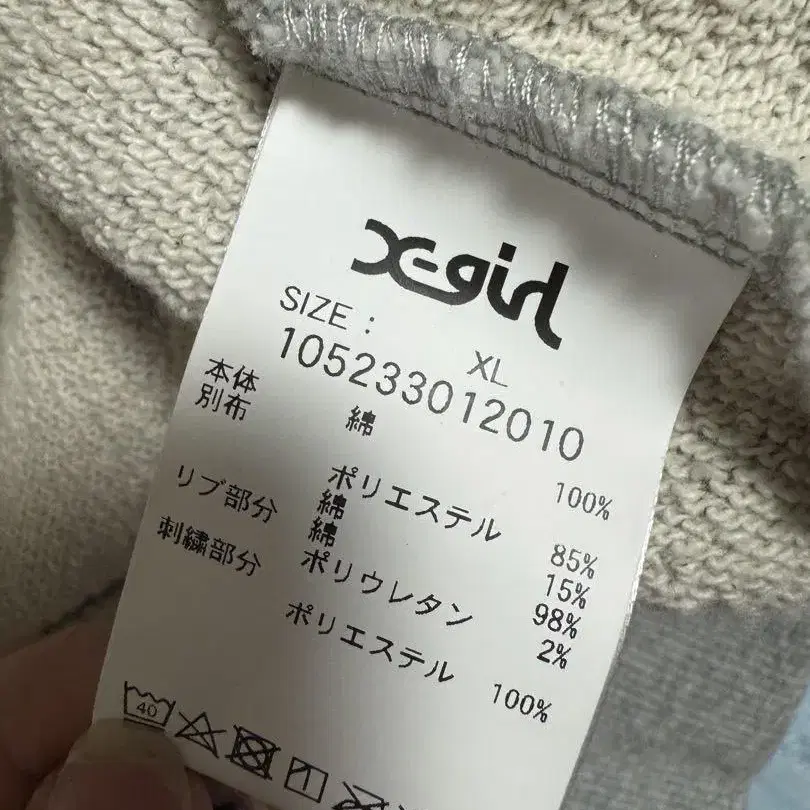 X-girl
SIZE : XL
105233012010
本体 綿 100%
別布 ポリエステル 85%
綿 15%
リブ部分 綿 98%
ポリウレタン 2%
刺繍部分 ポリエステル 100%
40